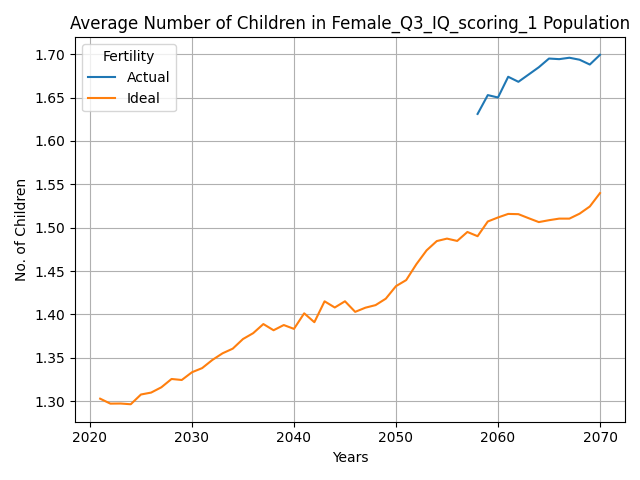 Average Number of Children in Female_Q3_IQ_scoring_1 Population
Fertility
Actual
Ideal
No. of Children
1.70
1.65
1.60
1.55
1.50
1.45
1.40
1.35
1.30
2020 2030 2040 2050 2060 2070
Years